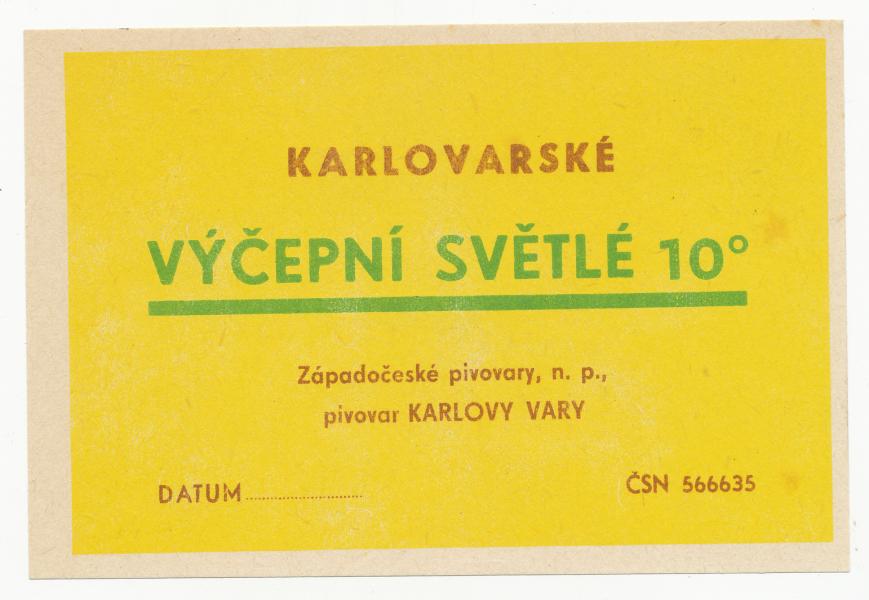 KARLOVARSKÉ
VÝČEPNÍ SVĚTLÉ 10°
Západočeské pivovary, n. p.,
pivovar KARLOVY VARY
DATUM..............................
ČSN 566635